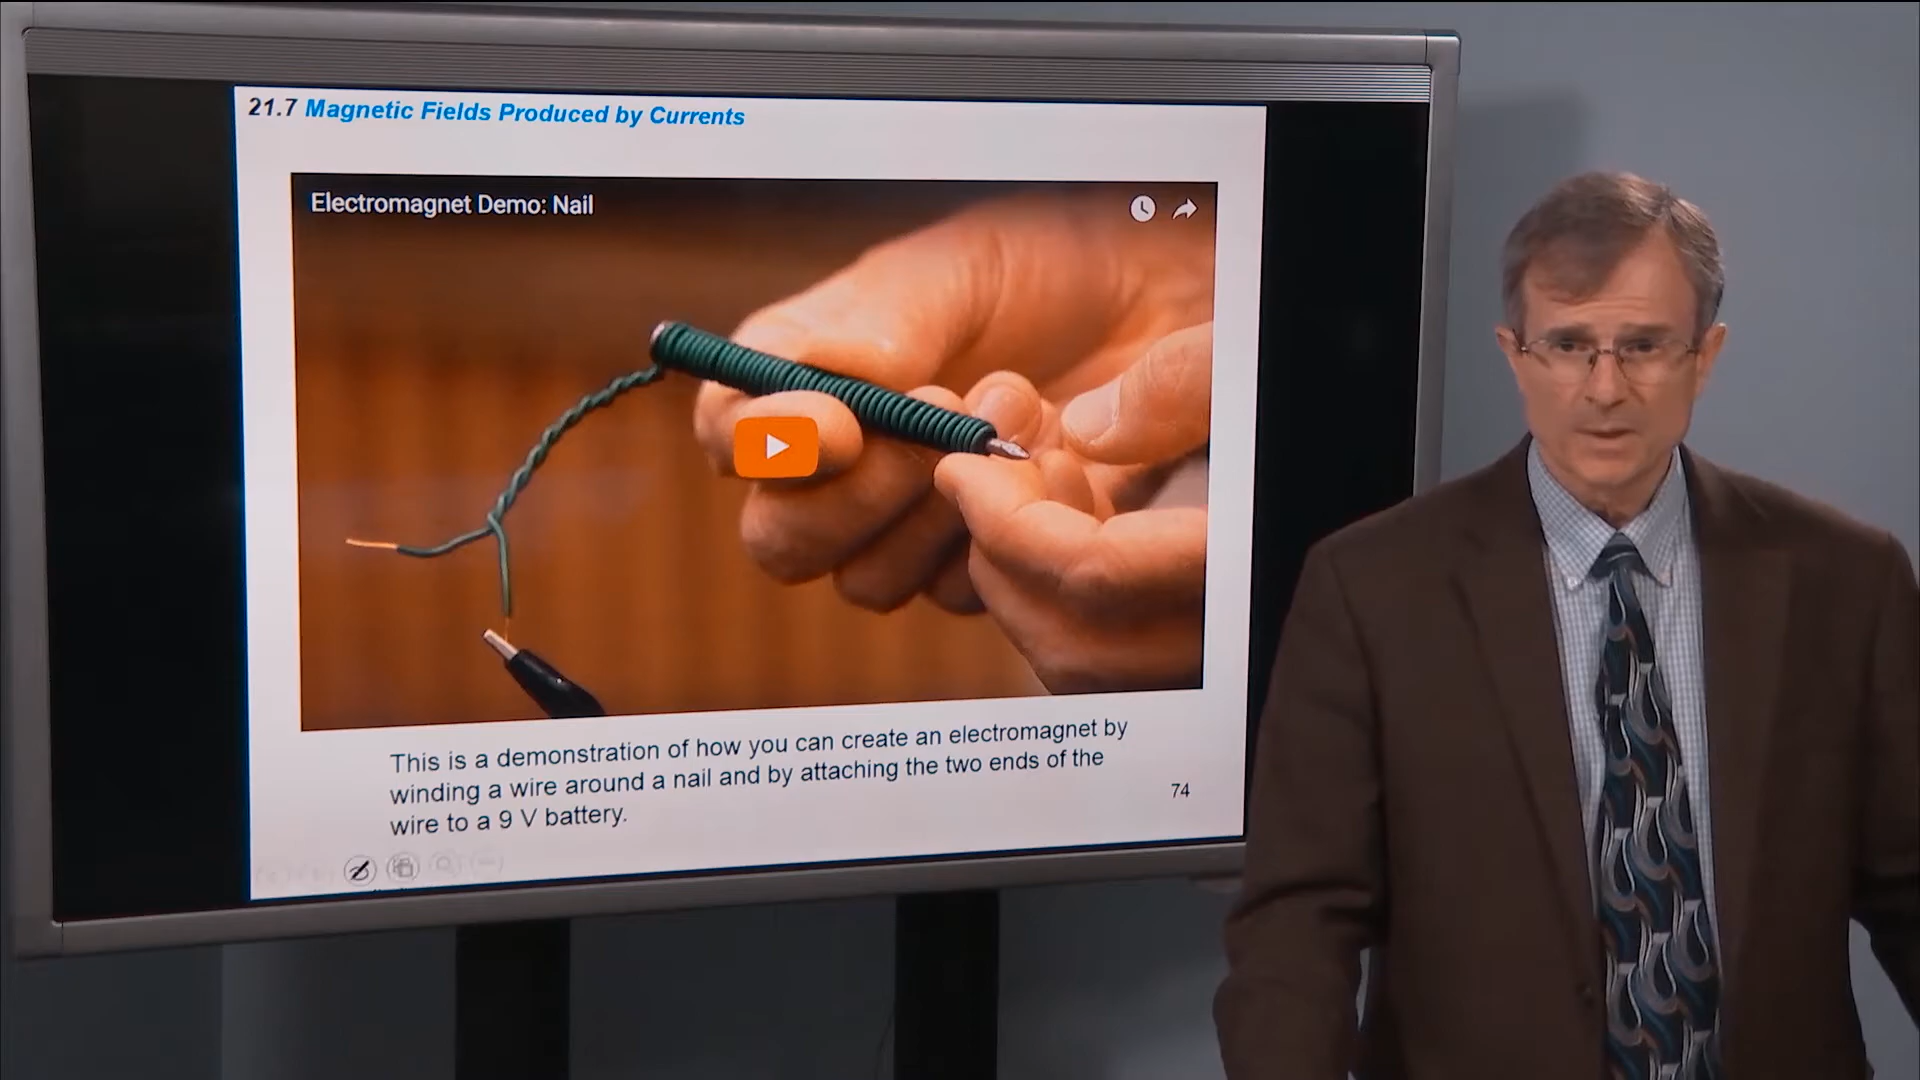 21.7 Magnetic Fields Produced by Currents
Electromagnet Demo: Nail
This is a demonstration of how you can create an electromagnet by
winding a wire around a nail and by attaching the two ends of the
wire to a 9 V battery.
74